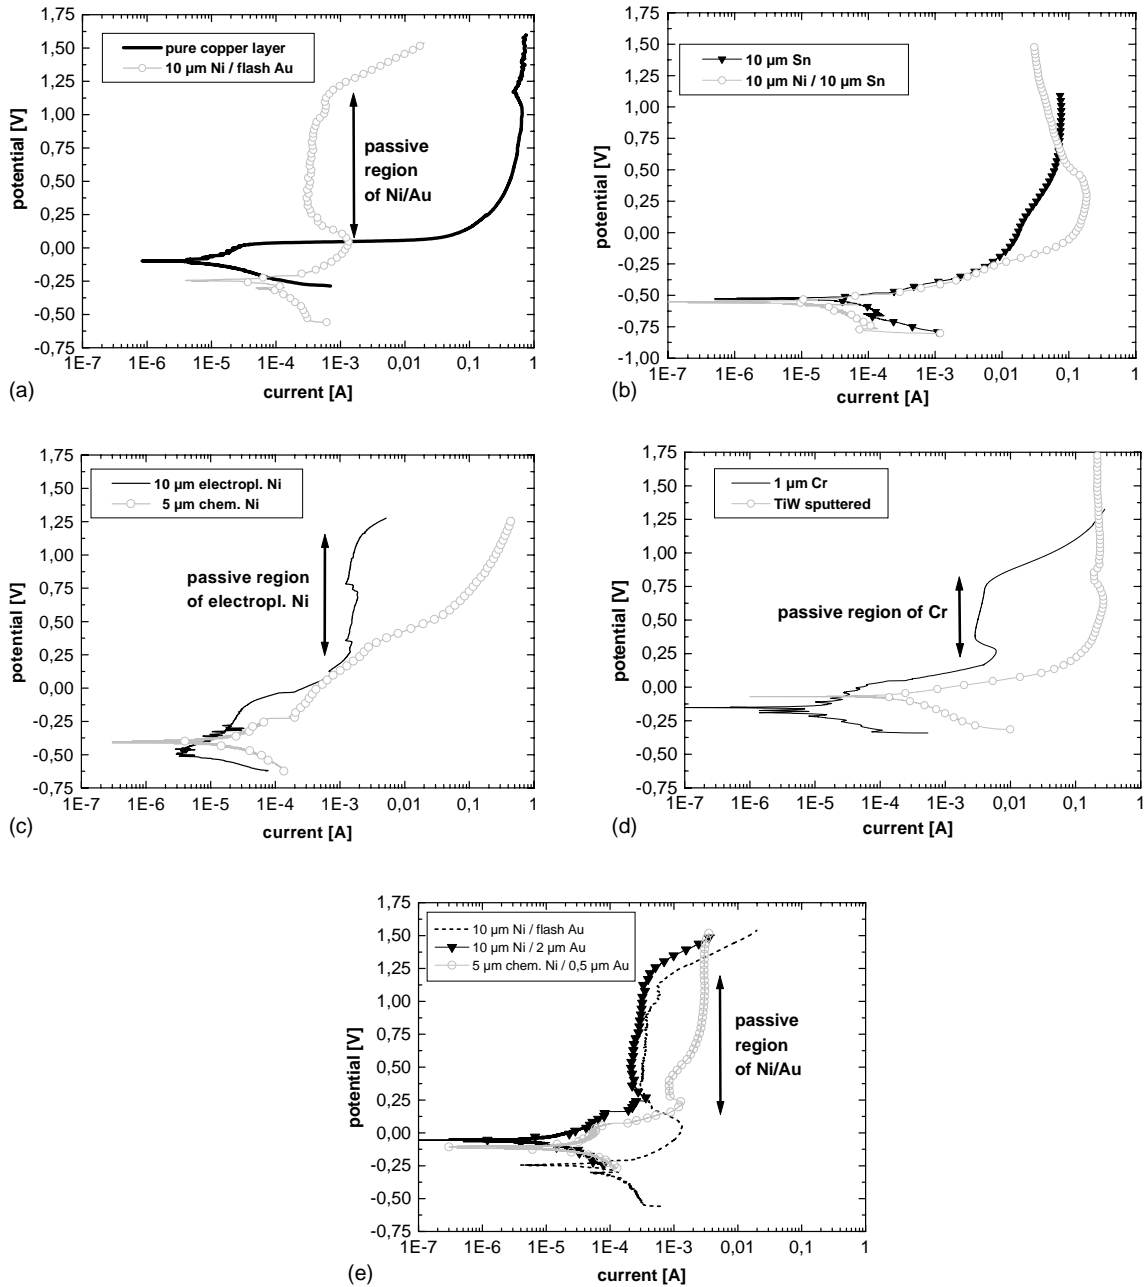 1,75
1,50
1,25
1,00
0,75
0,50
0,25
0,00
-0,25
-0,50
-0,75
potential [V]
pure copper layer
10 µm Ni / flash Au
passive
region
of Ni/Au
1E-7 1E-6 1E-5 1E-4 1E-3 0,01 0,1 1
current [A]
(a)
1,75
1,50
1,25
1,00
0,75
0,50
0,25
0,00
-0,25
-0,50
-0,75
-1,00
potential [V]
10 µm Sn
10 µm Ni / 10 µm Sn
1E-7 1E-6 1E-5 1E-4 1E-3 0,01 0,1 1
current [A]
(b)
1,75
1,50
1,25
1,00
0,75
0,50
0,25
0,00
-0,25
-0,50
-0,75
potential [V]
10 µm electropl. Ni
5 µm chem. Ni
passive region
of electropl. Ni
1E-7 1E-6 1E-5 1E-4 1E-3 0,01 0,1 1
current [A]
(c)
1,75
1,50
1,25
1,00
0,75
0,50
0,25
0,00
-0,25
-0,50
-0,75
potential [V]
1 µm Cr
TiW sputtered
passive region of Cr
1E-7 1E-6 1E-5 1E-4 1E-3 0,01 0,1 1
current [A]
(d)
1,75
1,50
1,25
1,00
0,75
0,50
0,25
0,00
-0,25
-0,50
-0,75
potential [V]
10 µm Ni / flash Au
10 µm Ni / 2 µm Au
5 µm chem. Ni / 0,5 µm Au
passive
region
of Ni/Au
1E-7 1E-6 1E-5 1E-4 1E-3 0,01 0,1 1
current [A]
(e)